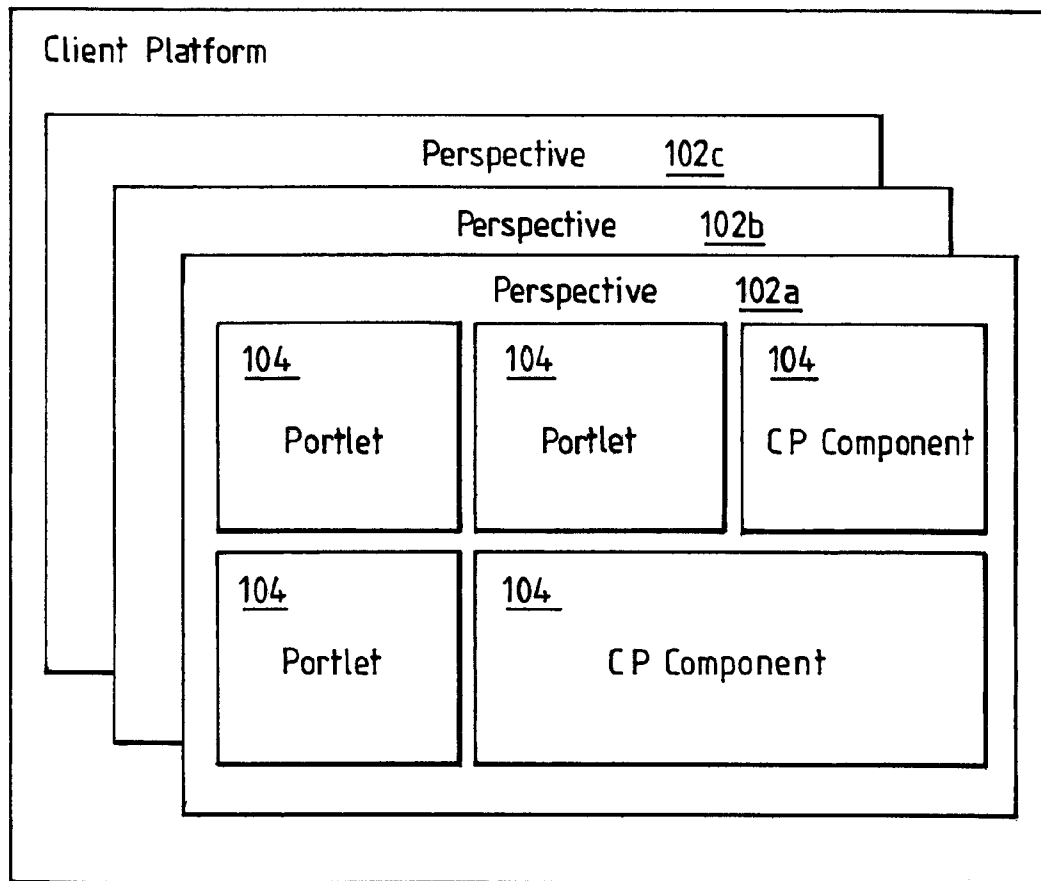 Client Platform
Perspective 102c
Perspective 102b
Perspective 102a
104 104 104
Portlet Portlet CP Component
104 104
Portlet CP Component